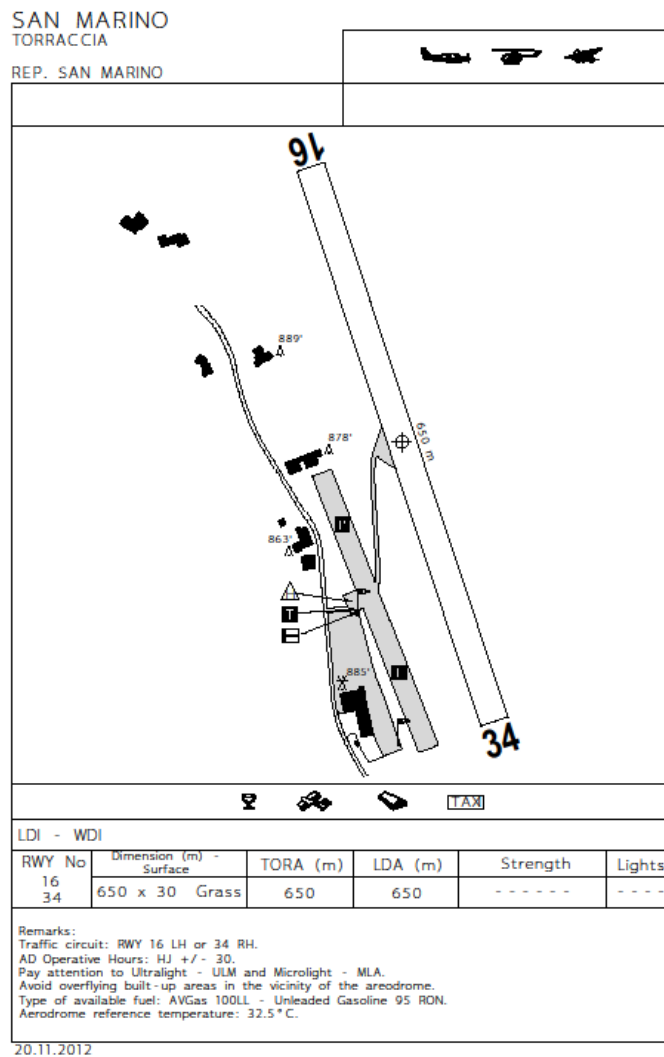 SAN MARINO
TORRACCIA
REP. SAN MARINO
16
889'
650 m
878'
863'
T
885'
34
TAXI
LDI - WDI
RWY No
Dimension (m) - Surface
TORA (m)
LDA (m)
Strength
Lights
16
34
650 x 30 Grass
650
650
- - - - - -
- - - -
Remarks:
Traffic circuit: RWY 16 LH or 34 RH.
AD Operative Hours: HJ +/- 30.
Pay attention to Ultralight - ULM and Microlight - MLA.
Avoid overflying built-up areas in the vicinity of the areodrome.
Type of available fuel: AVGas 100LL - Unleaded Gasoline 95 RON.
Aerodrome reference temperature: 32.5°C.
20.11.2012